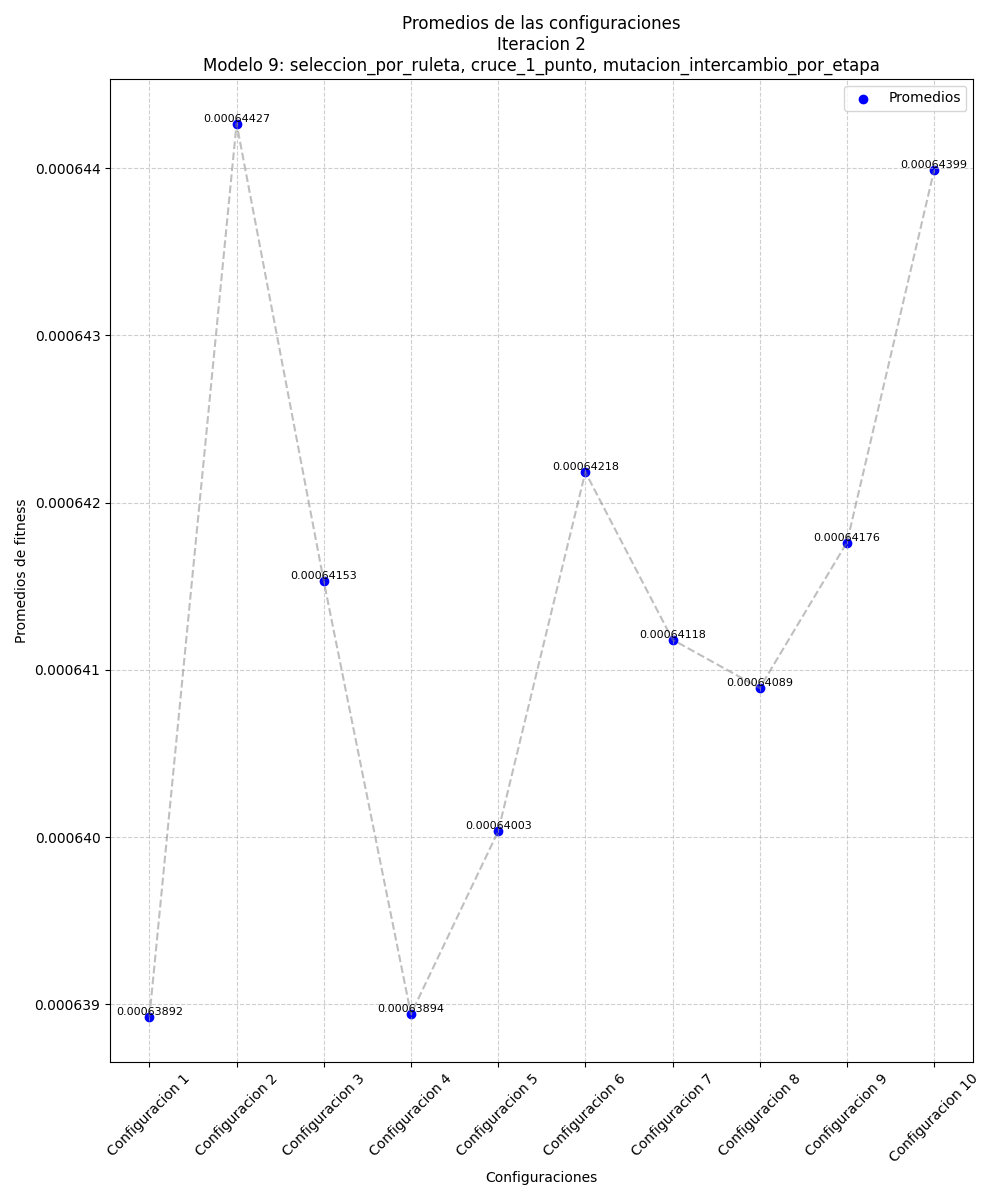 Promedios de las configuraciones
Iteracion 2
Modelo 9: seleccion_por_ruleta, cruce_1_punto, mutacion_intercambio_por_etapa
Promedios
0.00064427
0.00064399
0.000644
0.000643
0.00064218
0.000642
0.00064176
0.00064153
0.00064118
0.000641
0.00064089
0.00064003
0.000640
0.000639
0.00063892
0.00063894
Promedios de fitness
Configuracion 1
Configuracion 2
Configuracion 3
Configuracion 4
Configuracion 5
Configuracion 6
Configuracion 7
Configuracion 8
Configuracion 9
Configuracion 10
Configuraciones